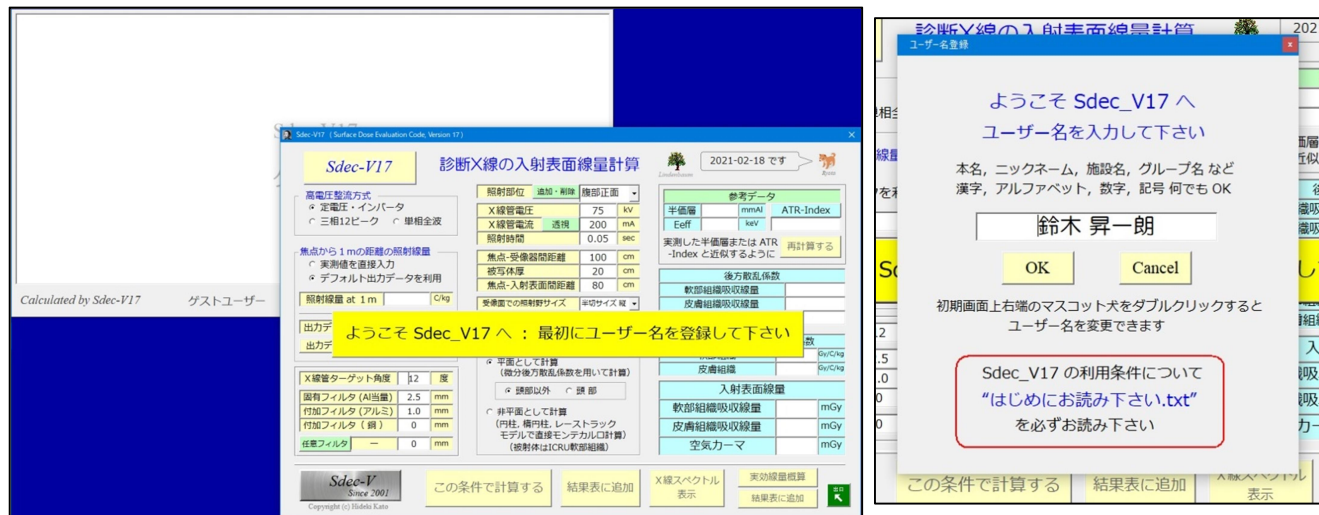 Calculated by Sdec-V17
ゲストユーザー
Sdec-V17 ( Surface Dose Evaluation Code, Version 17 )
Sdec-V17
診断X線の入射表面線量計算
Lindenbaum
2021-02-18 です
高電圧整流方式
定電圧・インバータ
三相12ピーク
単相全波
焦点から1mの距離の照射線量
実測値を直接入力
デフォルト出力データを利用
照射線量 at 1 m
C/kg
出力デ
出力デ
X線管ターゲット角度 12 度
固有フィルタ (Al当量) 2.5 mm
付加フィルタ (アルミ) 1.0 mm
付加フィルタ ( 銅 ) 0 mm
任意フィルタ ー 0 mm
照射部位 追加・削除 腹部正面
X線管電圧 75 kV
X線管電流 透視 200 mA
照射時間 0.05 sec
焦点-受像器間距離 100 cm
被写体厚 20 cm
焦点-入射表面間距離 80 cm
受像面での照射野サイズ 半切サイズ 縦
ようこそ Sdec_V17 へ : 最初にユーザー名を登録して下さい
平面として計算
(微分後方散乱係数を用いて計算)
頭部以外 頭 部
非平面として計算
(円柱, 楕円柱, レーストラック
モデルで直接モンテカルロ計算)
(被射体はICRU軟部組織)
参考データ
半価層 mmAl ATR-Index
Eeff keV
実測した半価層または ATR
-Index と近似するように
再計算する
後方散乱係数
軟部組織吸収線量
皮膚組織吸収線量
数
Gy/C/kg
皮膚組織 Gy/C/kg
入射表面線量
軟部組織吸収線量 mGy
皮膚組織吸収線量 mGy
空気カーマ mGy
Sdec-V
Since 2001
Copyright (c) Hideki Kato
この条件で計算する
結果表に追加
X線スペクトル
表示
実効線量概算
結果表に追加
出口
診断X線の入射表面線量計算
202
ユーザー名登録
ようこそ Sdec_V17 へ
ユーザー名を入力して下さい
本名, ニックネーム, 施設名, グループ名 など
漢字, アルファベット, 数字, 記号 何でも OK
鈴木 昇一朗
OK
Cancel
初期画面上右端のマスコット犬をダブルクリックすると
ユーザー名を変更できます
Sdec_V17 の利用条件について
“はじめにお読み下さい.txt”
を必ずお読み下さい
この条件で計算する
結果表に追加
X線スペクトル
表示